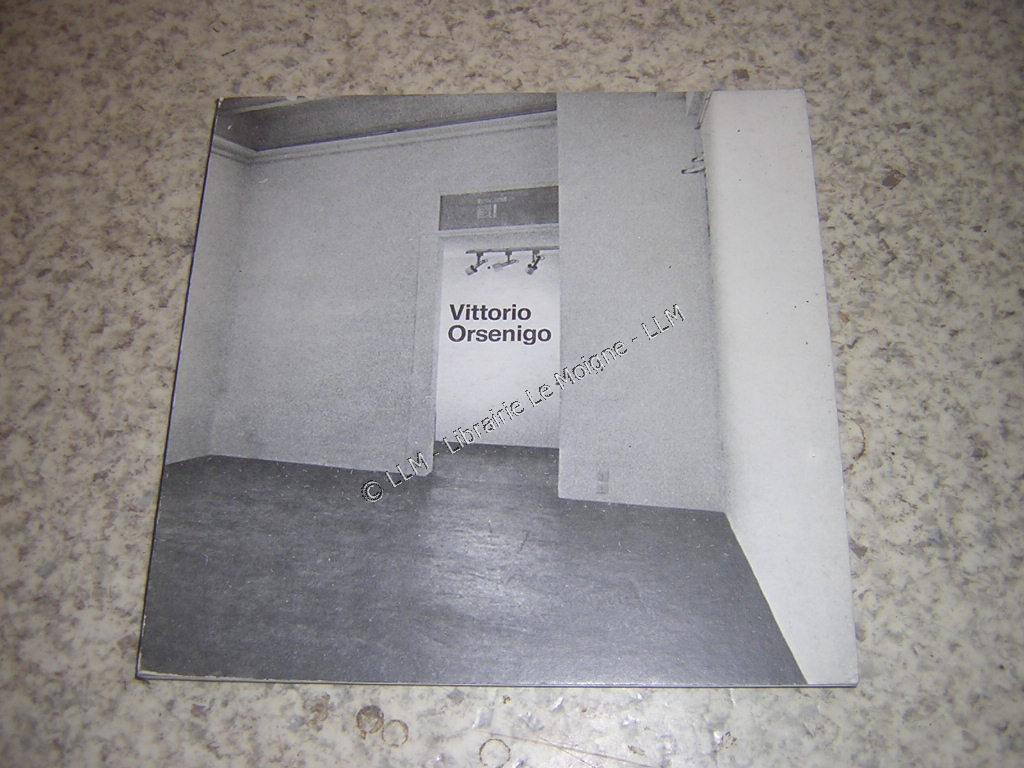 Vittorio
Orsenigo
© LLM - Librairie Le Moigne - LLM